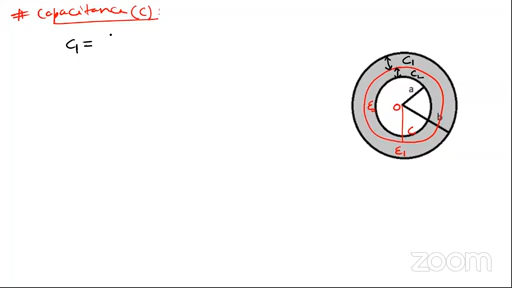 # Capacitance (C):
C₁ =
C₁
C₂
a
ε₂
O
b
C
ε₁
zoom